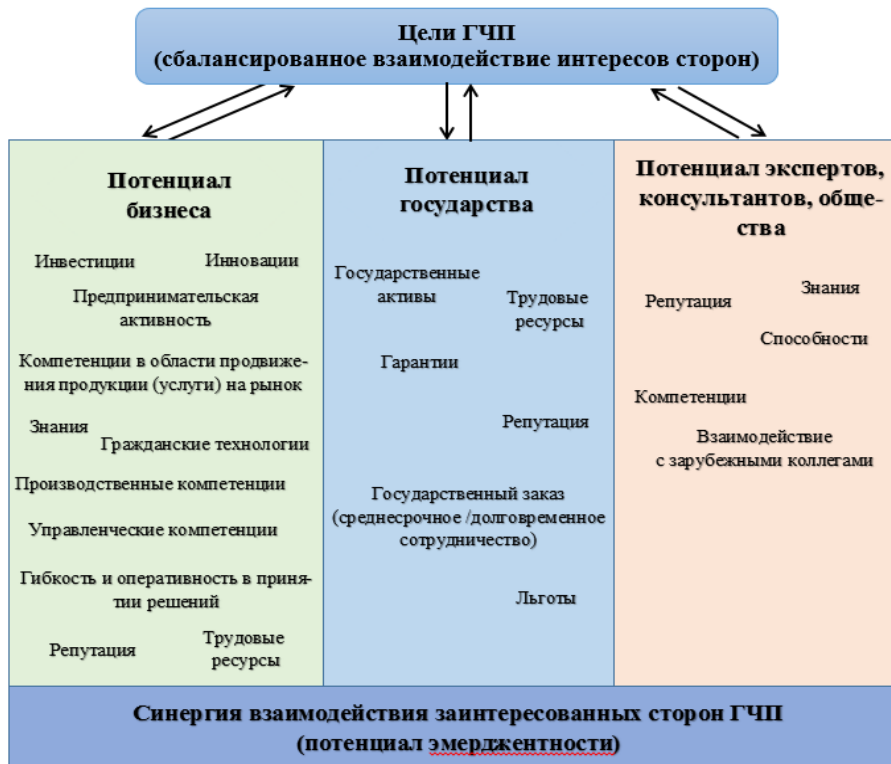 Цели ГЧП
(сбалансированное взаимодействие интересов сторон)
Потенциал
бизнеса
Инвестиции
Инновации
Предпринимательская
активность
Компетенции в области продвиже-
ния продукции (услуги) на рынок
Знания
Гражданские технологии
Производственные компетенции
Управленческие компетенции
Гибкость и оперативность в приня-
тии решений
Репутация
Трудовые
ресурсы
Потенциал
государства
Государственные
активы
Трудовые
ресурсы
Гарантии
Репутация
Государственный заказ
(среднесрочное /долговременное
сотрудничество)
Льготы
Потенциал экспертов,
консультантов, обще-
ства
Знания
Репутация
Способности
Компетенции
Взаимодействие
с зарубежными коллегами
Синергия взаимодействия заинтересованных сторон ГЧП
(потенциал эмерджентности)